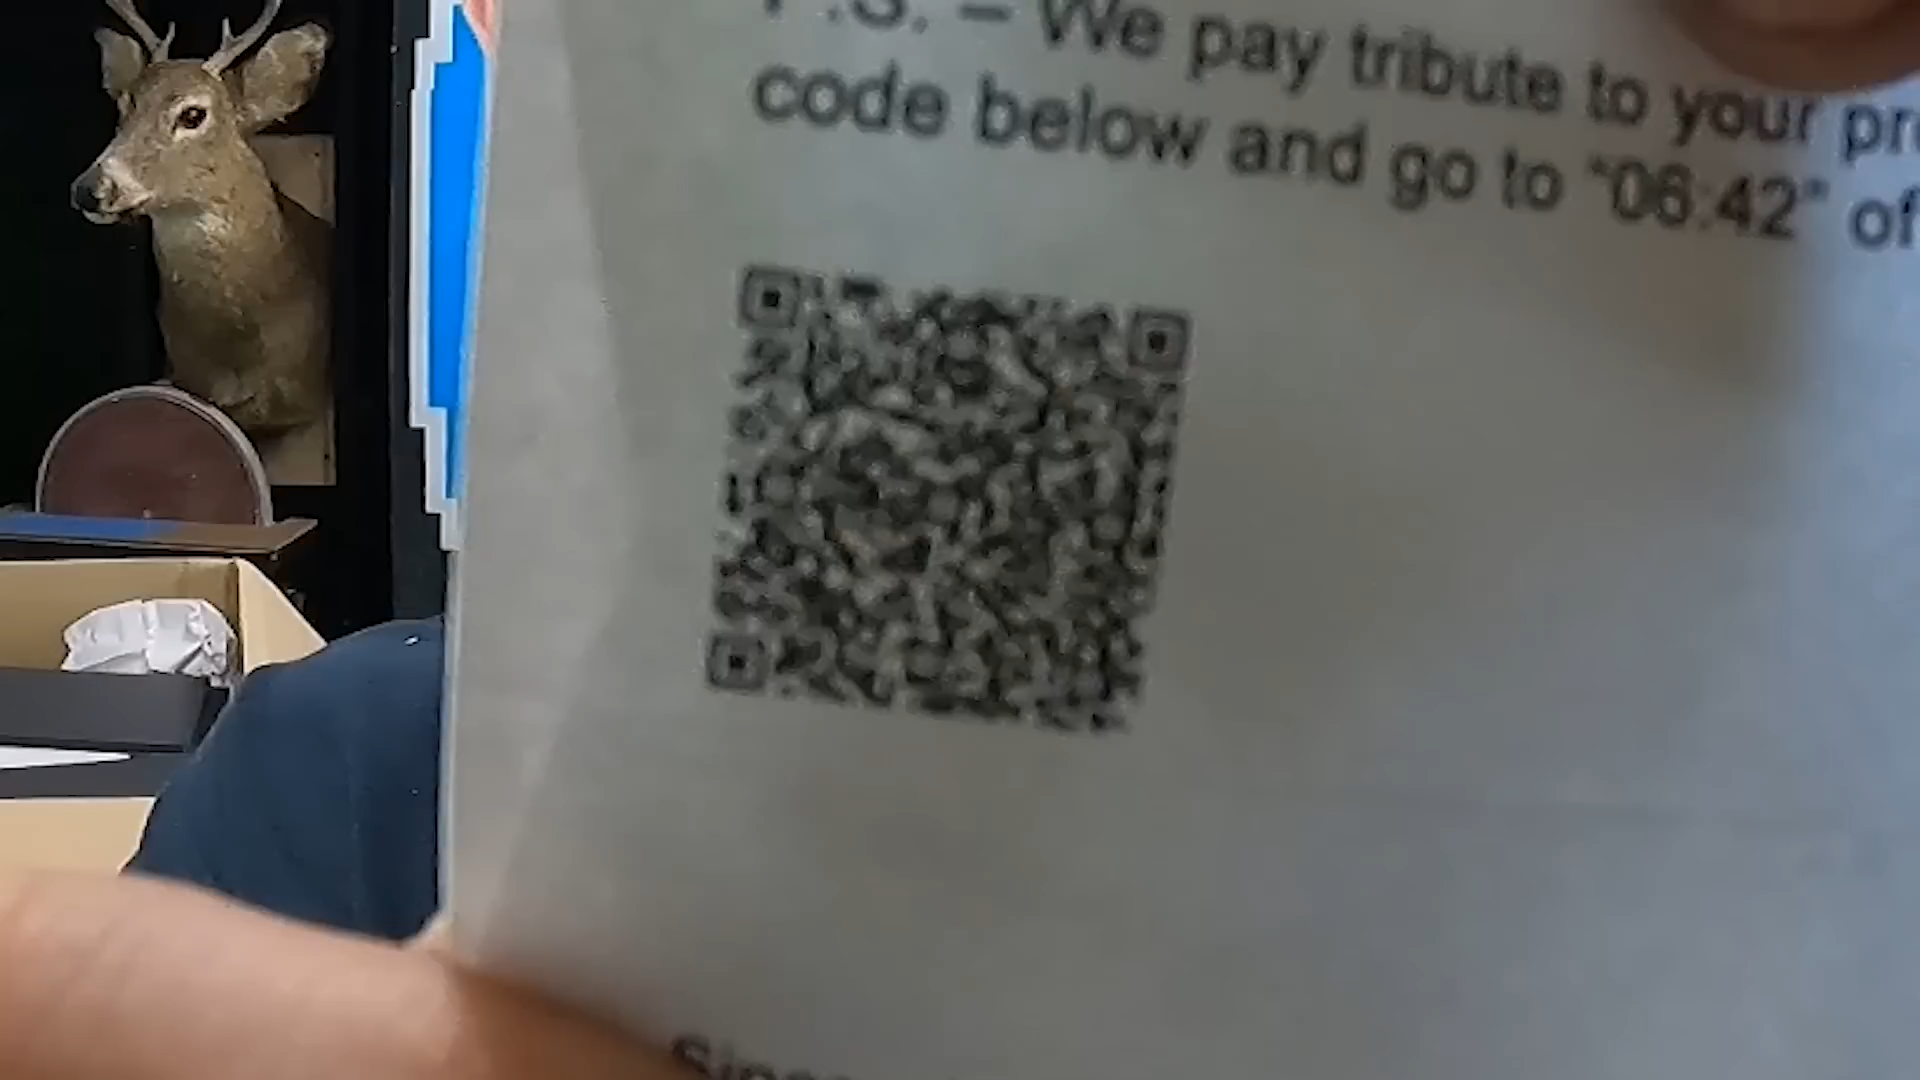 P.S. – We pay tribute to your
code below and go to "06:42" of